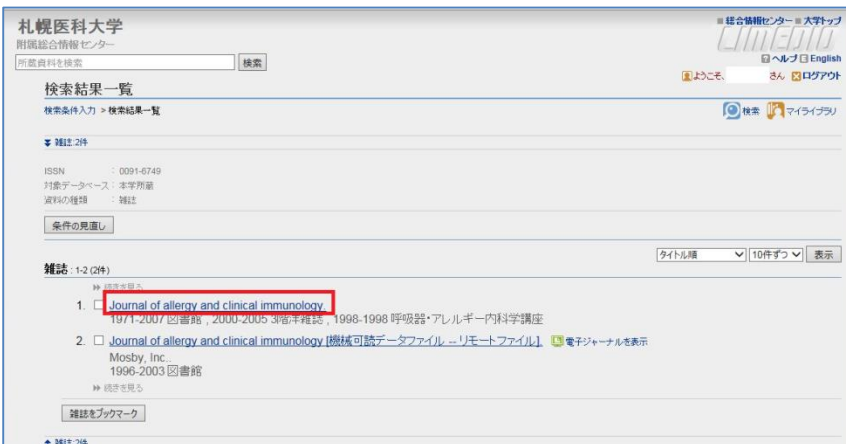 札幌医科大学
附属総合情報センター
総合情報センター 大学トップ
ヘルプ English
所蔵資料を検索 検索
ようこそ、 さん ログアウト
検索結果一覧
検索条件入力 > 検索結果一覧
検索 マイライブラリ
雑誌:2件
ISSN : 0091-6749
対象データベース : 本学所蔵
資料の種類 : 雑誌
条件の見直し
タイトル順 10件ずつ 表示
雑誌 : 1-2 (2件)
続きを見る
1. Journal of allergy and clinical immunology.
1971-2007 図書館 , 2000-2005 3階洋雑誌 , 1998-1998 呼吸器・アレルギー内科学講座
2. Journal of allergy and clinical immunology [機械可読データファイル -- リモートファイル]. 電子ジャーナルを表示
Mosby, Inc..
1996-2003 図書館
続きを見る
雑誌をブックマーク
雑誌:2件